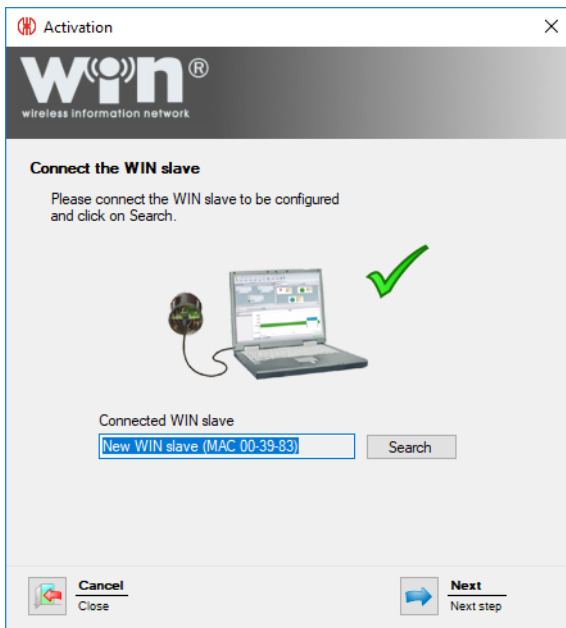 Activation
WIN®
wireless information network
Connect the WIN slave
Please connect the WIN slave to be configured
and click on Search.
Connected WIN slave
New WIN slave (MAC 00-39-83)
Search
Cancel
Close
Next
Next step